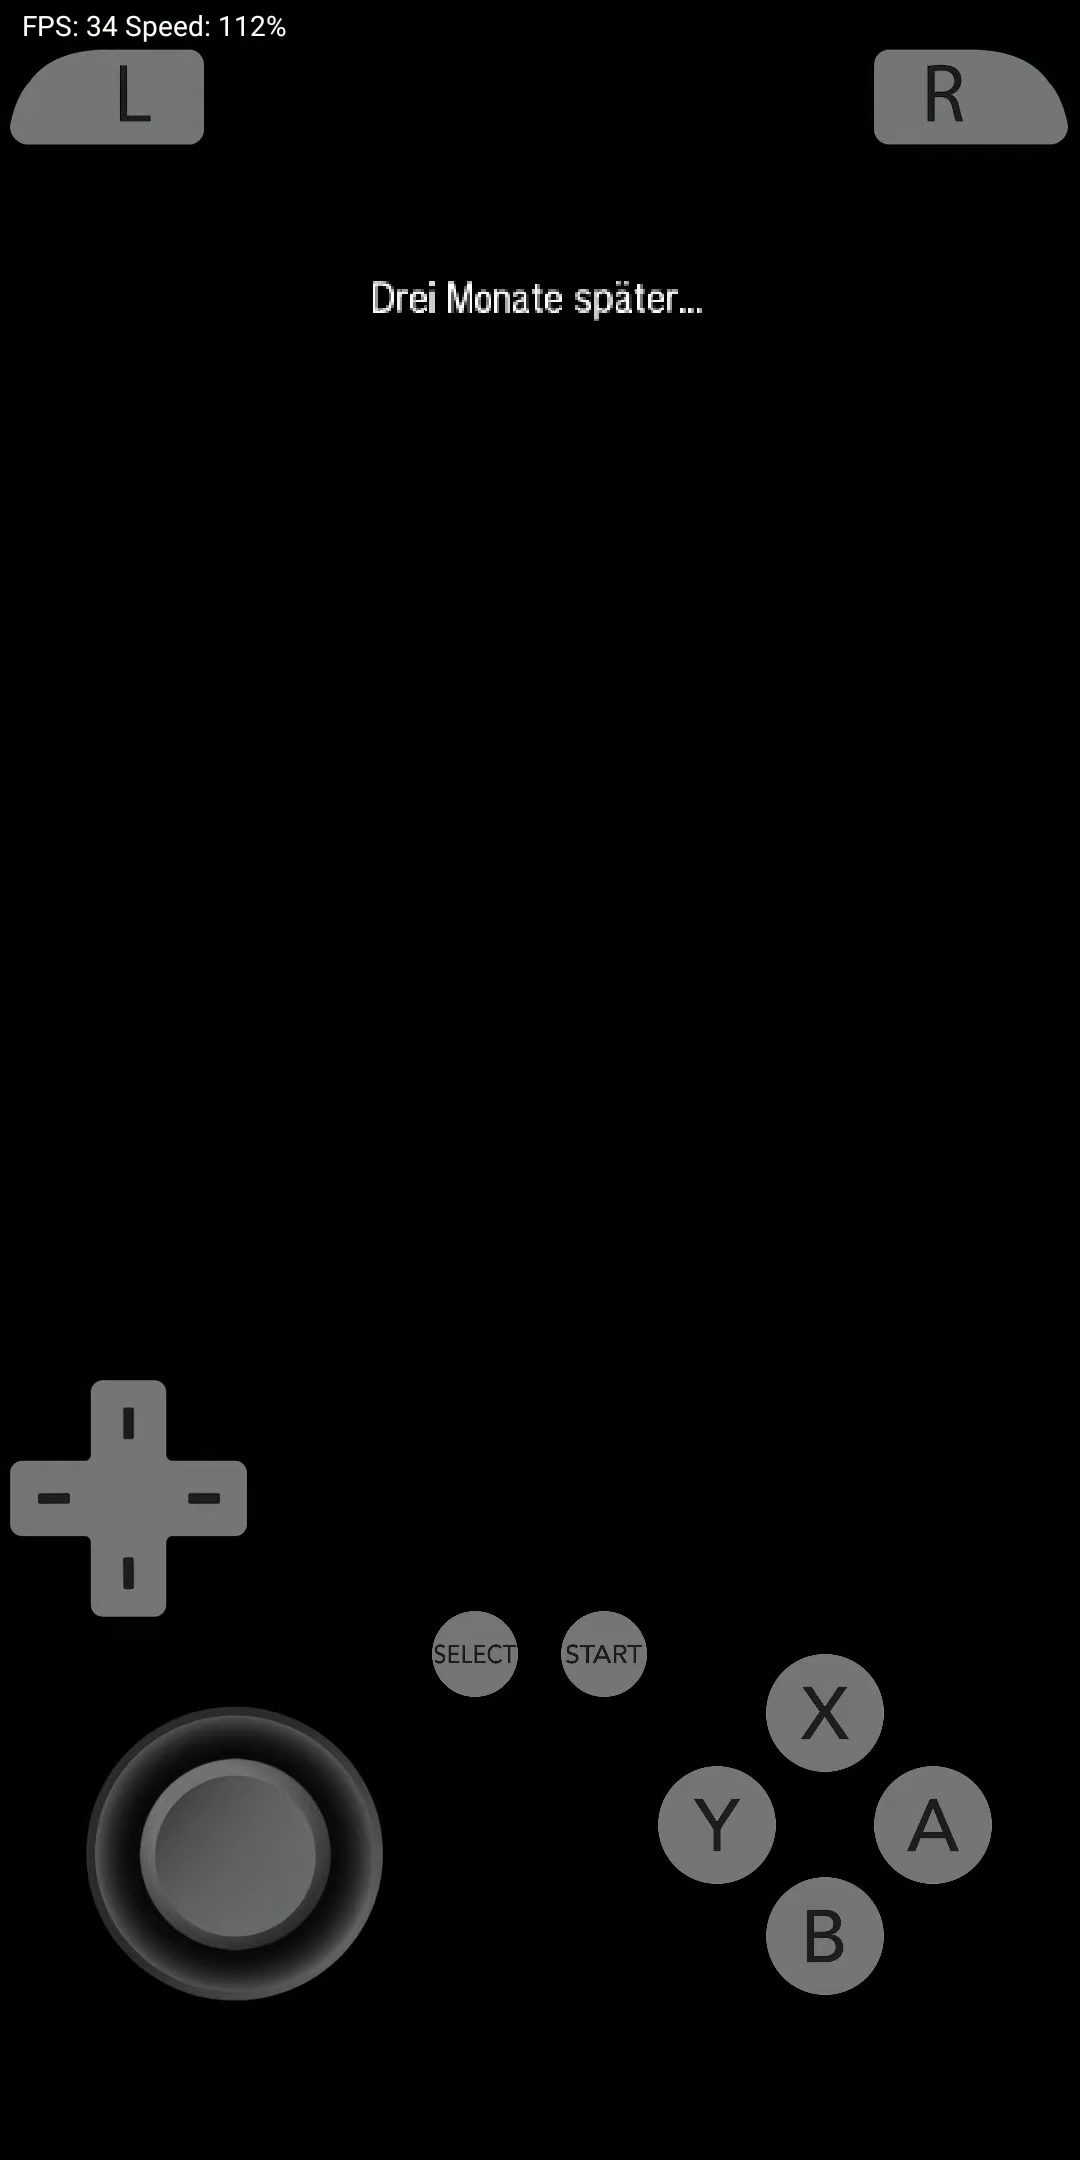 FPS: 34 Speed: 112%
L
R
Drei Monate später...
SELECT
START
X
Y
A
B